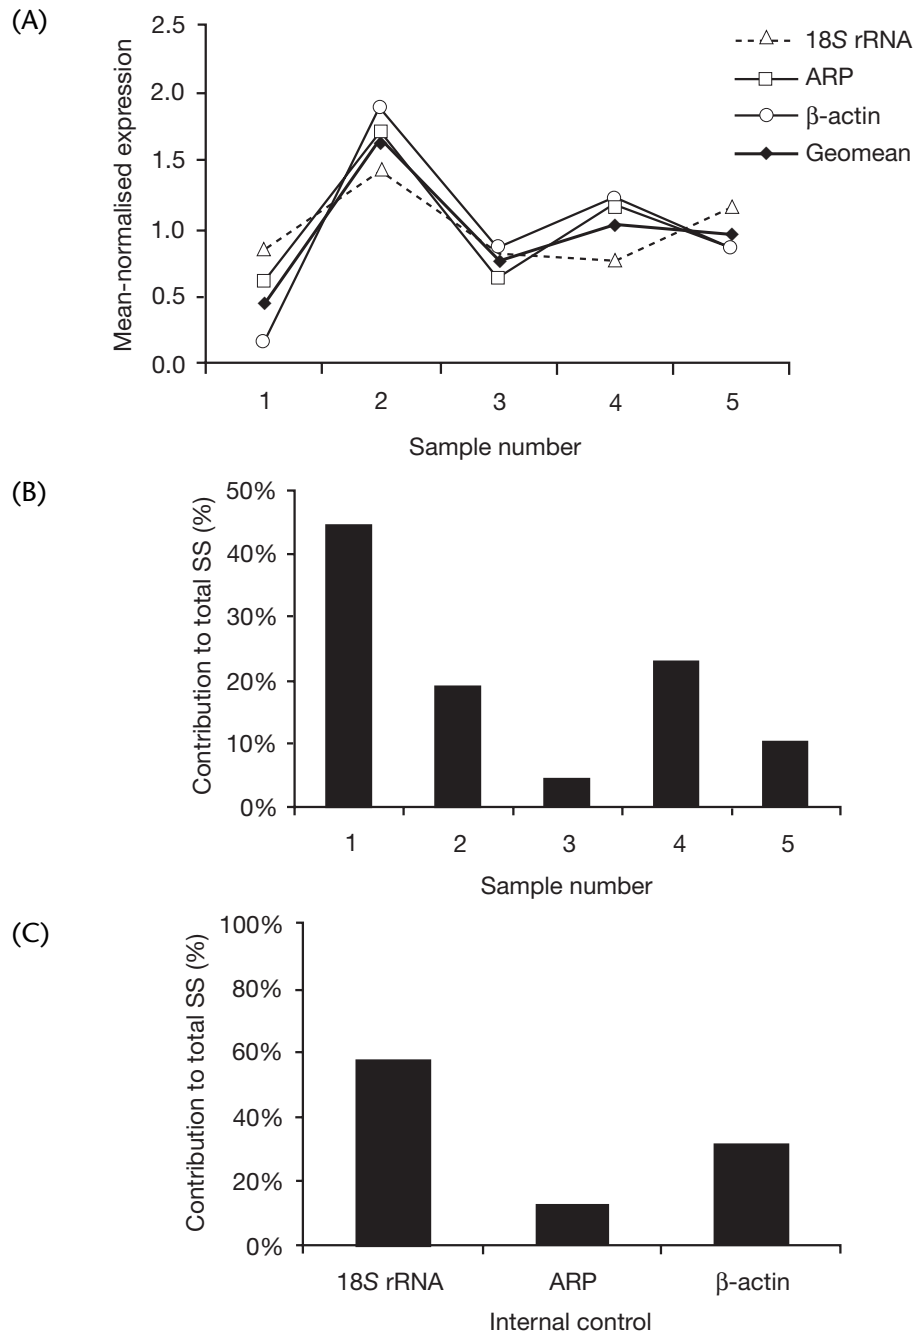 (A)
Mean-normalised expression
2.5
2.0
1.5
1.0
0.5
0.0
18S rRNA
ARP
β-actin
Geomean
1 2 3 4 5
Sample number
(B)
Contribution to total SS (%)
50%
40%
30%
20%
10%
0%
1 2 3 4 5
Sample number
(C)
Contribution to total SS (%)
100%
80%
60%
40%
20%
0%
18S rRNA ARP β-actin
Internal control